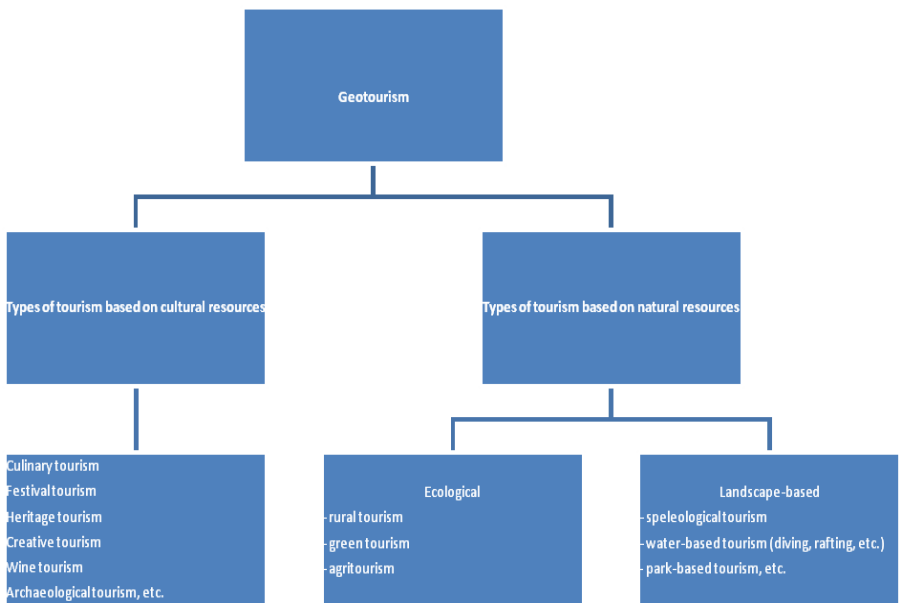 Geotourism
Types of tourism based on cultural resources
Types of tourism based on natural resources
Culinary tourism
Festival tourism
Heritage tourism
Creative tourism
Wine tourism
Archaeological tourism, etc.
Ecological
- rural tourism
- green tourism
- agritourism
Landscape-based
- speleological tourism
- water-based tourism (diving, rafting, etc.)
- park-based tourism, etc.